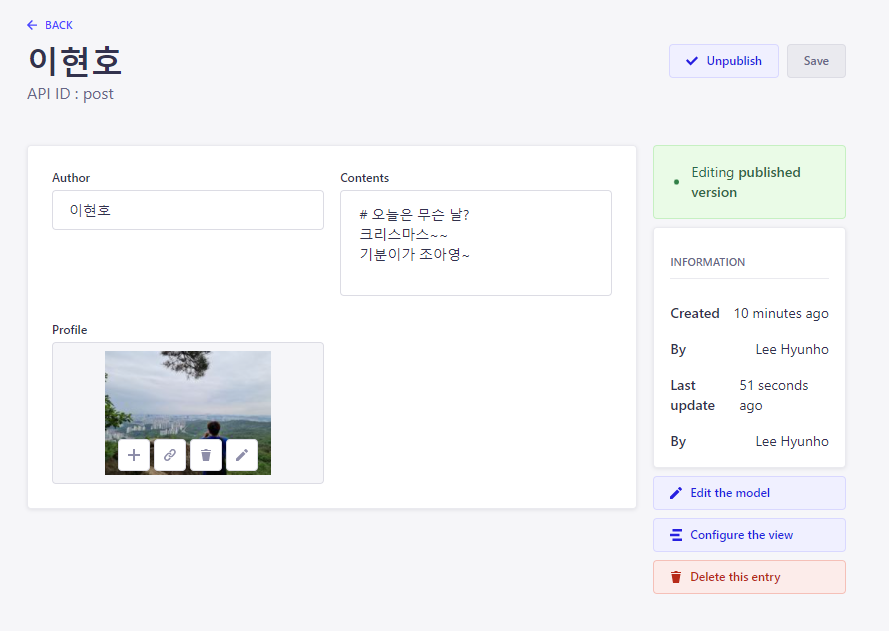 BACK
이현호
API ID : post
Unpublish
Save
Author
이현호
Contents
# 오늘은 무슨 날?
크리스마스~~
기분이가 조아영~
Profile
Editing published
version
INFORMATION
Created 10 minutes ago
By Lee Hyunho
Last update 51 seconds ago
By Lee Hyunho
Edit the model
Configure the view
Delete this entry